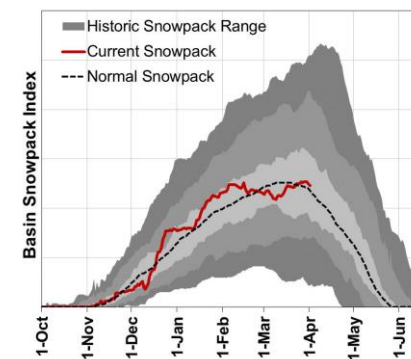 Historic Snowpack Range
Current Snowpack
Normal Snowpack
Basin Snowpack Index
1-Oct
1-Nov
1-Dec
1-Jan
1-Feb
1-Mar
1-Apr
1-May
1-Jun